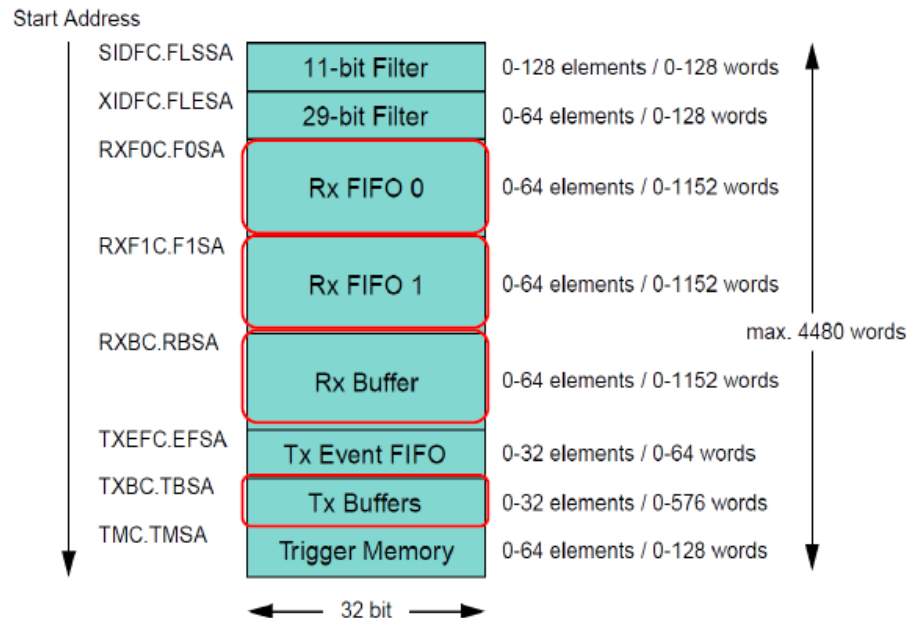 Start Address
SIDFC.FLSSA
11-bit Filter
0-128 elements / 0-128 words
XIDFC.FLESA
29-bit Filter
0-64 elements / 0-128 words
RXF0C.F0SA
Rx FIFO 0
0-64 elements / 0-1152 words
RXF1C.F1SA
Rx FIFO 1
0-64 elements / 0-1152 words
max. 4480 words
RXBC.RBSA
Rx Buffer
0-64 elements / 0-1152 words
TXEFC.EFSA
Tx Event FIFO
0-32 elements / 0-64 words
TXBC.TBSA
Tx Buffers
0-32 elements / 0-576 words
TMC.TMSA
Trigger Memory
0-64 elements / 0-128 words
32 bit